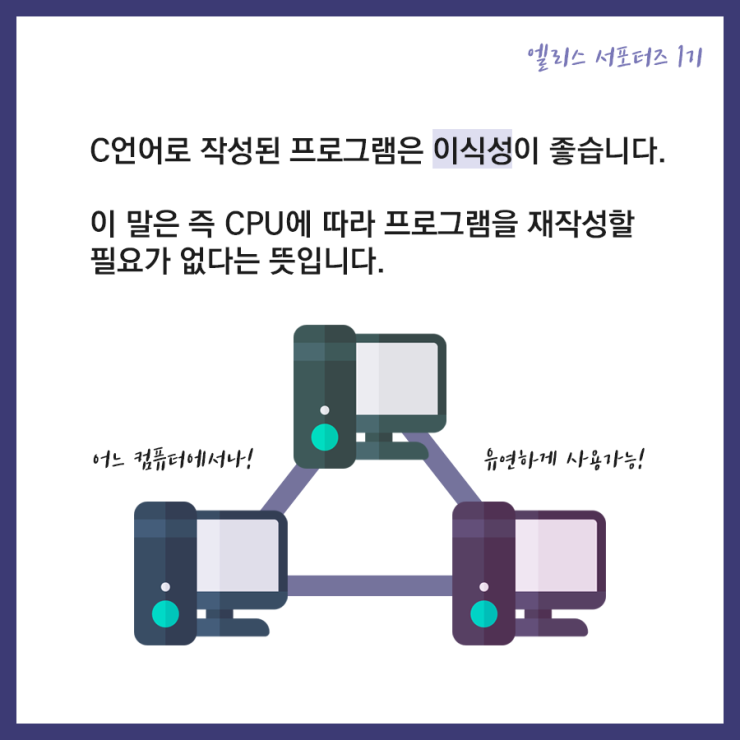 엘리스 서포터즈 1기
C언어로 작성된 프로그램은 이식성이 좋습니다.
이 말은 즉 CPU에 따라 프로그램을 재작성할
필요가 없다는 뜻입니다.
어느 컴퓨터에서나!
유연하게 사용가능!